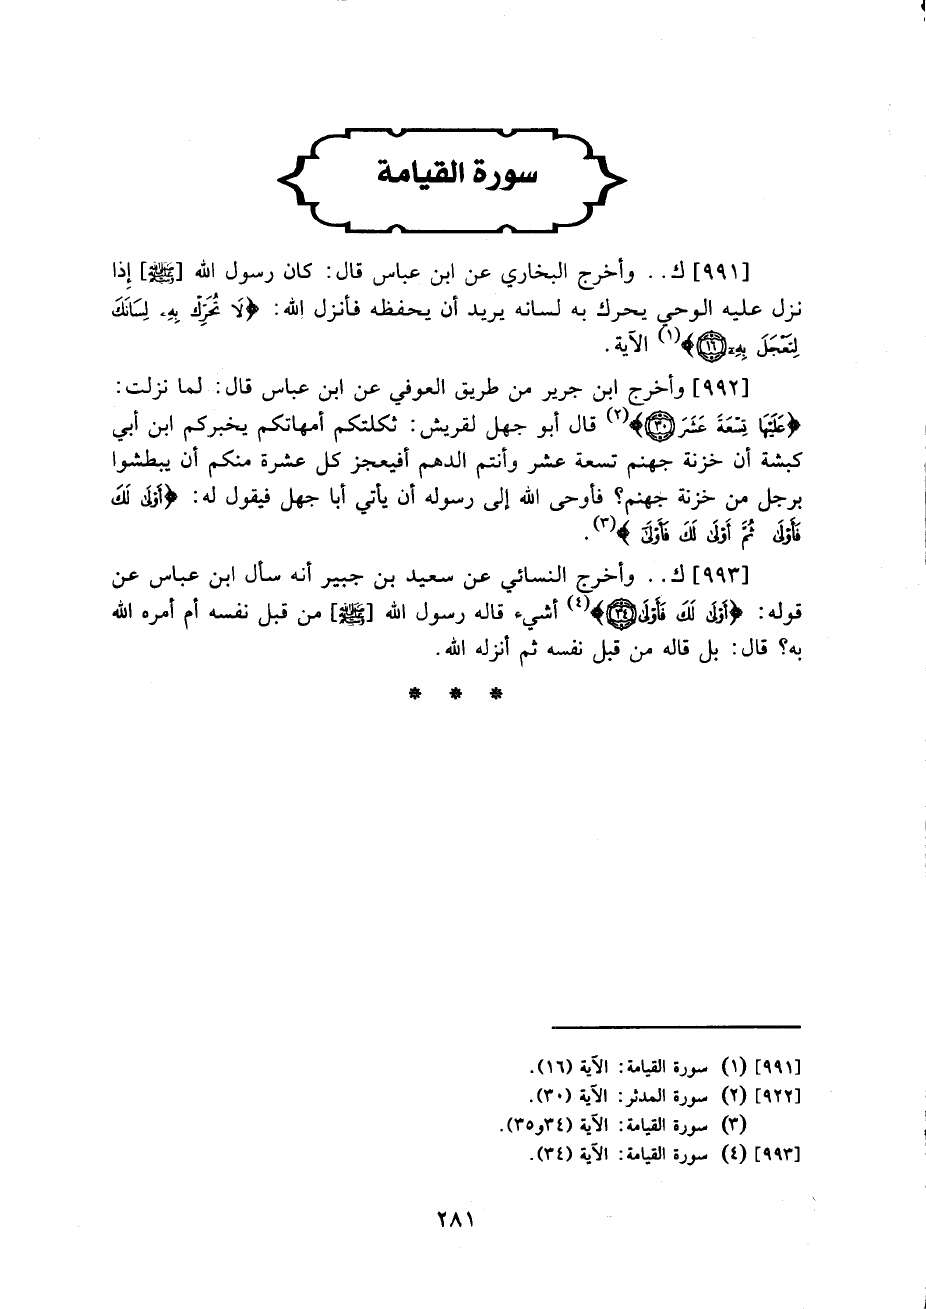 سورة القيامة
[٩٩١] ك.. وأخرج البخاري عن ابن عباس قال: كان رسول الله [ﷺ] إذا
نزل عليه الوحي يحرك به لسانه يريد أن يحفظه فأنزل الله: ﴿لَا تُحَرِّكْ بِهِۦ لِسَانَكَ
لِتَعْجَلَ بِهِۦٓ ١٦﴾(١) الآية.
[٩٩٢] وأخرج ابن جرير من طريق العوفي عن ابن عباس قال: لما نزلت:
﴿عَلَيْهَا تِسْعَةَ عَشَرَ ٣٠﴾(٢) قال أبو جهل لقريش: ثكلتكم أمهاتكم يخبركم ابن أبي
كبشة أن خزنة جهنم تسعة عشر وأنتم الدهم أفيعجز كل عشرة منكم أن يبطشوا
برجل من خزنة جهنم؟ فأوحى الله إلى رسوله أن يأتي أبا جهل فيقول له: ﴿أَوْلَىٰ لَكَ
فَأَوْلَىٰ ثُمَّ أَوْلَىٰ لَكَ فَأَوْلَىٰٓ﴾(٣).
[٩٩٣] ك.. وأخرج النسائي عن سعيد بن جبير أنه سأل ابن عباس عن
قوله: ﴿أَوْلَىٰ لَكَ فَأَوْلَىٰ ٣٤﴾(٤) أشيء قاله رسول الله [ﷺ] من قبل نفسه أم أمره الله
به؟ قال: بل قاله من قبل نفسه ثم أنزله الله.
* * *
[٩٩١] (١) سورة القيامة: الآية (١٦).
[٩٢٢] (٢) سورة المدثر: الآية (٣٠).
(٣) سورة القيامة: الآية (٣٤و٣٥).
[٩٩٣] (٤) سورة القيامة: الآية (٣٤).
٢٨١